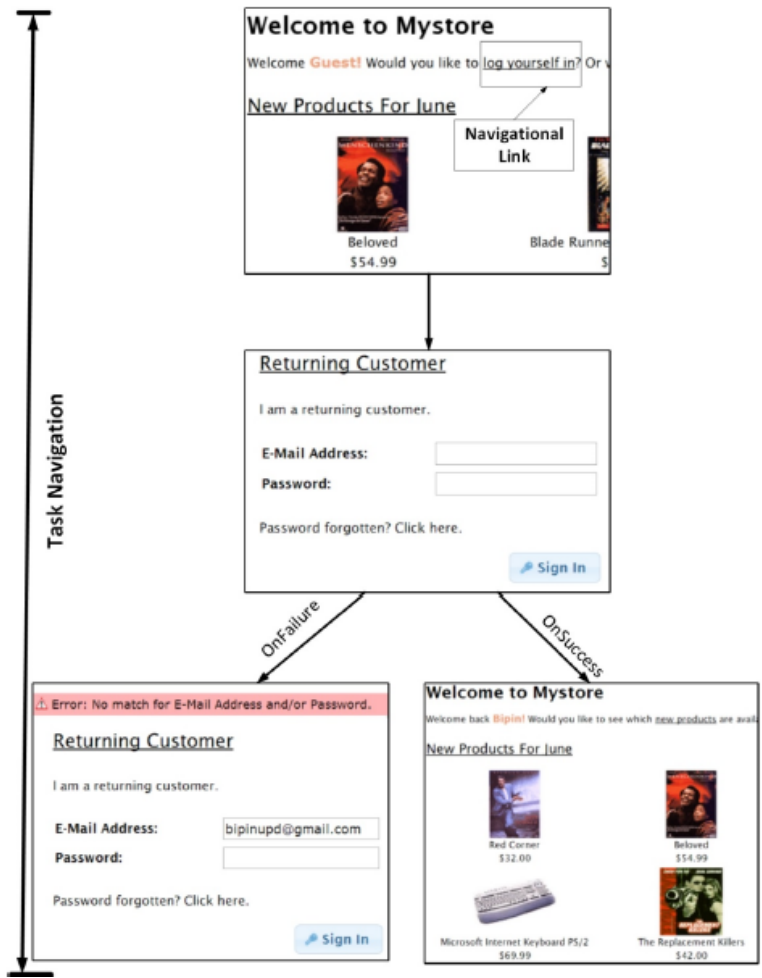 Welcome to Mystore
Welcome Guest! Would you like to log yourself in? Or
New Products For June
Navigational
Link
Beloved
$54.99
Blade Runne
$
Task Navigation
Returning Customer
I am a returning customer.
E-Mail Address:
Password:
Password forgotten? Click here.
Sign In
OnFailure
OnSuccess
Error: No match for E-Mail Address and/or Password.
Returning Customer
I am a returning customer.
E-Mail Address: bipinupd@gmail.com
Password:
Password forgotten? Click here.
Sign In
Welcome to Mystore
Welcome back Bipin! Would you like to see which new products are avail
New Products For June
Red Corner
$32.00
Beloved
$54.99
Microsoft Internet Keyboard PS/2
$69.99
The Replacement Killers
$42.00